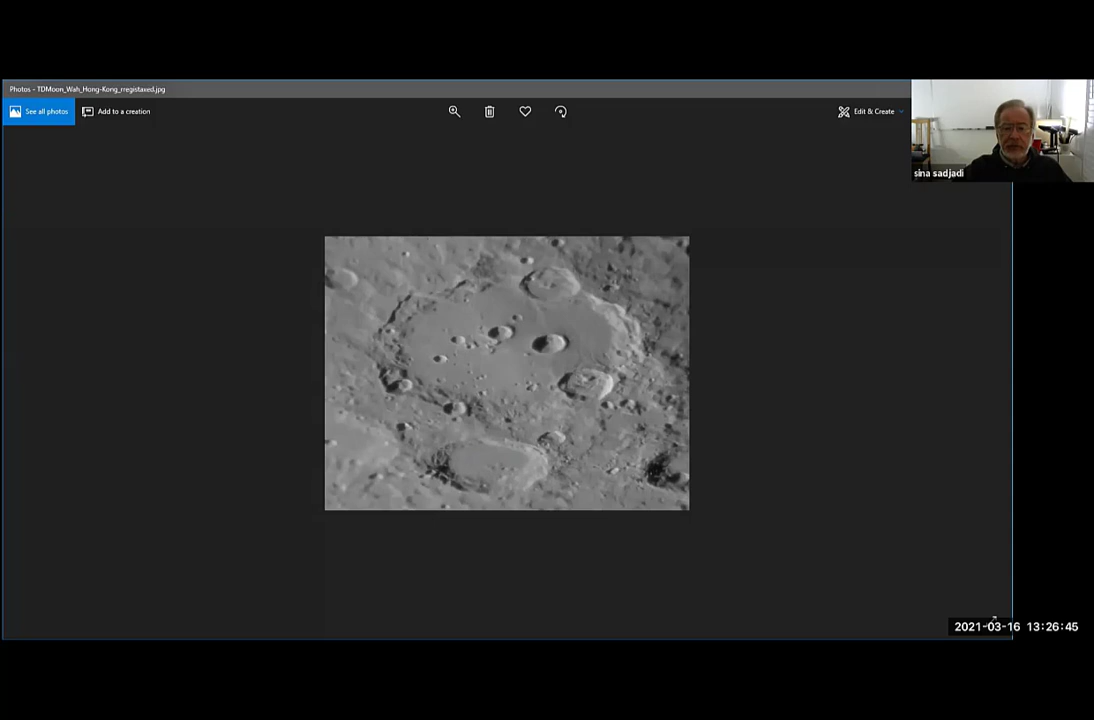 Photos - TDMoon_Wah_Hong-Kong_rregistaxed.jpg
See all photos
Add to a creation
Edit & Create
sina sadjadi
2021-03-16 13:26:45